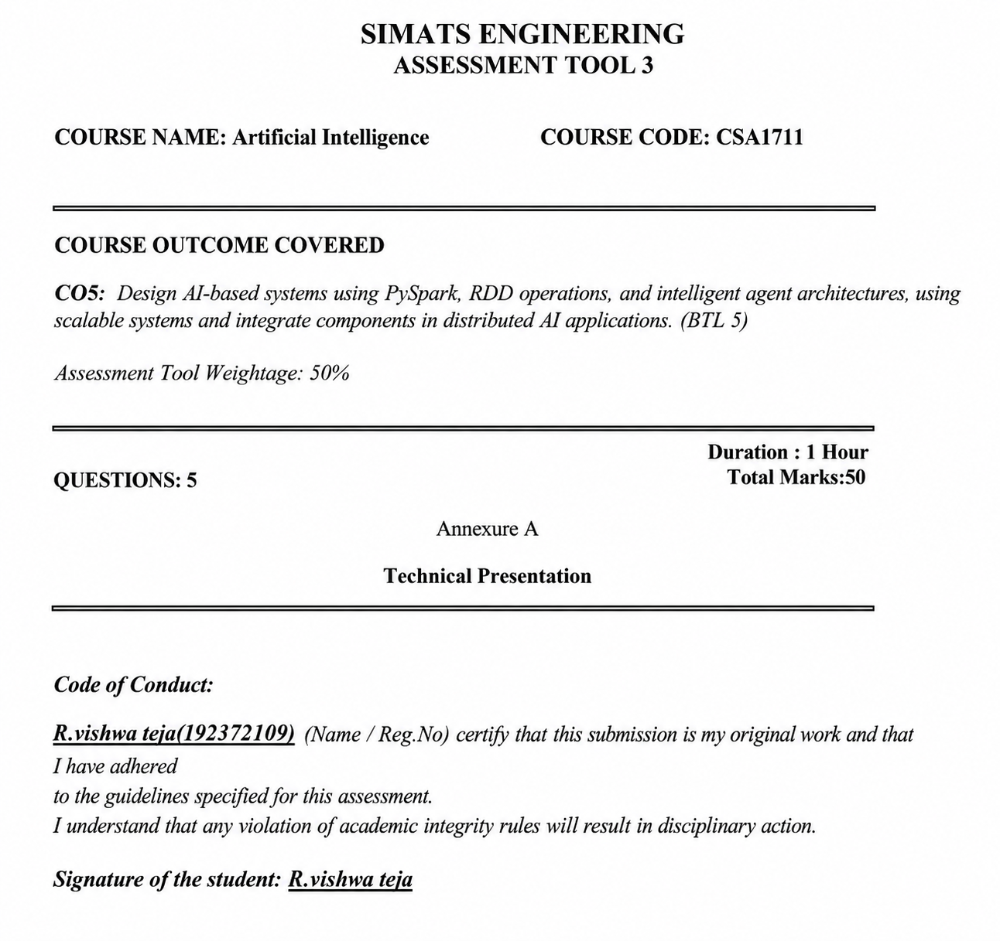 SIMATS ENGINEERING
ASSESSMENT TOOL 3
COURSE NAME: Artificial Intelligence COURSE CODE: CSA1711
COURSE OUTCOME COVERED
CO5: Design AI-based systems using PySpark, RDD operations, and intelligent agent architectures, using
scalable systems and integrate components in distributed AI applications. (BTL 5)
Assessment Tool Weightage: 50%
Duration : 1 Hour
QUESTIONS: 5 Total Marks:50
Annexure A
Technical Presentation
Code of Conduct:
R.vishwa teja(192372109) (Name / Reg.No) certify that this submission is my original work and that
I have adhered
to the guidelines specified for this assessment.
I understand that any violation of academic integrity rules will result in disciplinary action.
Signature of the student: R.vishwa teja